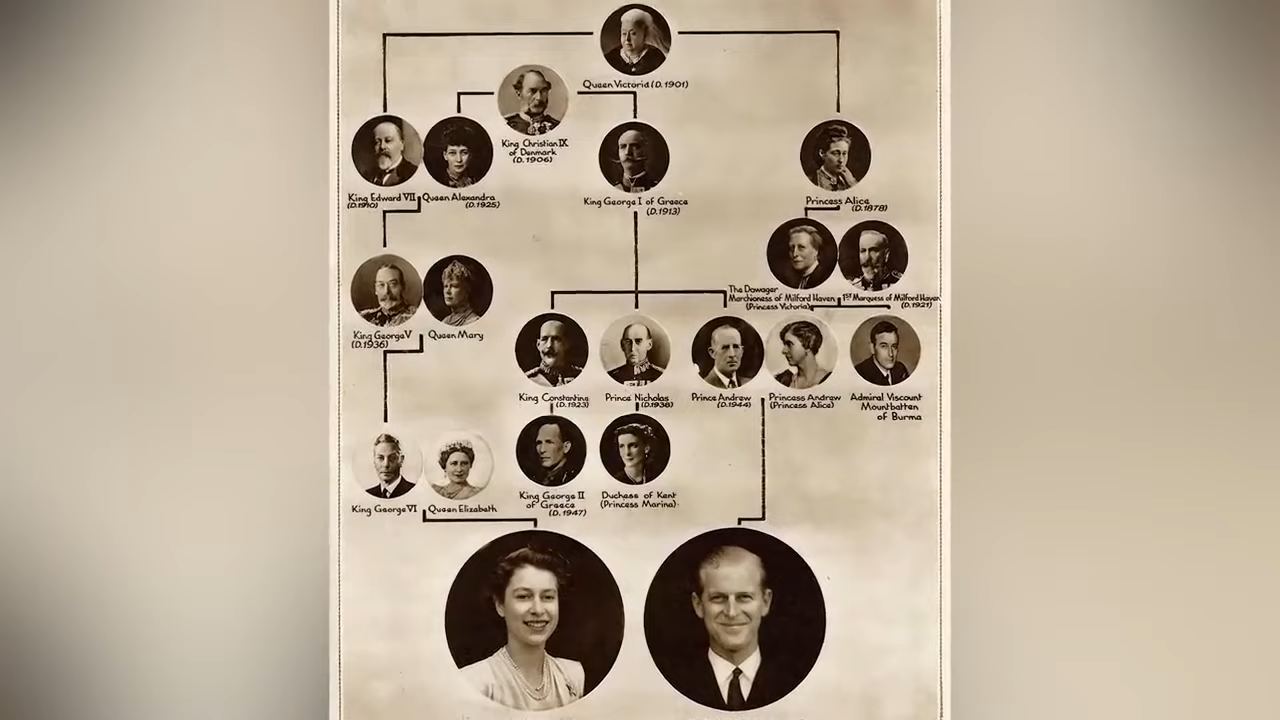 Queen Victoria (D. 1901)
King Christian IX
of Denmark
(D. 1906)
King Edward VII
(D. 1910)
Queen Alexandra
(D. 1925)
King George I of Greece
(D. 1913)
Princess Alice
(D. 1878)
The Dowager
Marchioness of Milford Haven
(Princess Victoria)
1ST Marquess of Milford Haven
(D. 1921)
King George V
(D. 1936)
Queen Mary
King Constantine
(D. 1923)
Prince Nicholas
(D. 1938)
Prince Andrew
(D. 1944)
Princess Andrew
(Princess Alice)
Admiral Viscount
Mountbatten
of Burma
King George VI
Queen Elizabeth
King George II
of Greece
(D. 1947)
Duchess of Kent
(Princess Marina)